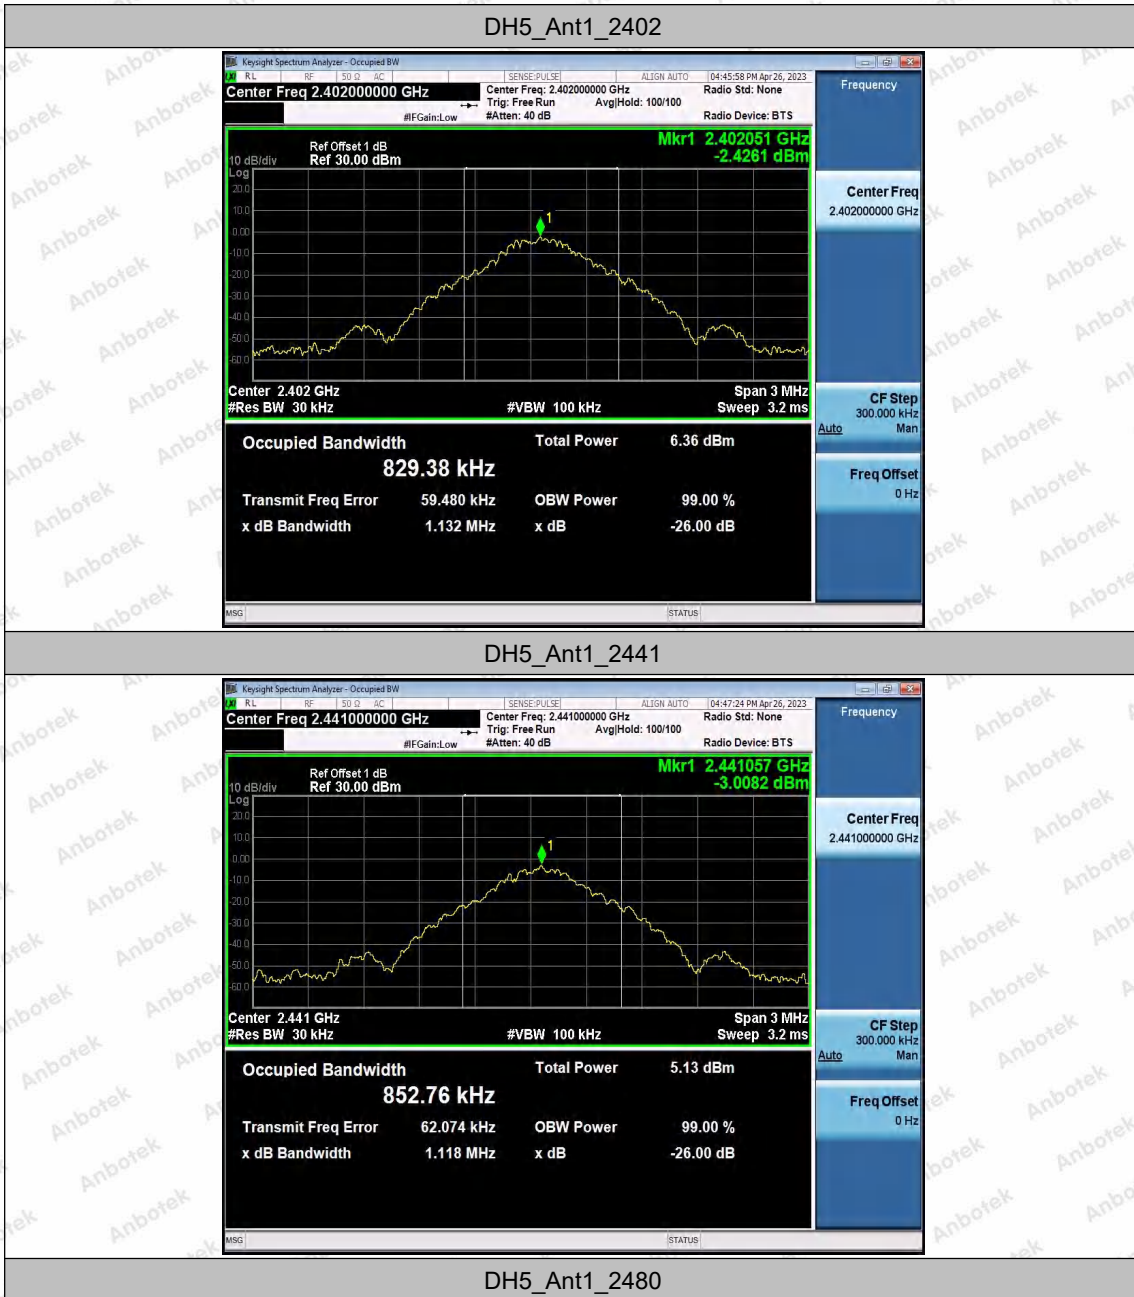 DH5_Ant1_2402
Keysight Spectrum Analyzer - Occupied BW
LXI RL RF 50 Ω AC SENSE:PULSE ALIGN AUTO 04:45:58 PM Apr 26, 2023
Center Freq 2.402000000 GHz
Center Freq: 2.402000000 GHz Radio Std: None
Trig: Free Run Avg|Hold: 100/100
#IFGain:Low #Atten: 40 dB Radio Device: BTS
Frequency
Mkr1 2.402051 GHz
-2.4261 dBm
Ref Offset 1 dB
10 dB/div Ref 30.00 dBm
Log
20.0
10.0
0.00
-10.0
-20.0
-30.0
-40.0
-50.0
-60.0
1
Center 2.402 GHz Span 3 MHz
#Res BW 30 kHz #VBW 100 kHz Sweep 3.2 ms
Center Freq
2.402000000 GHz
CF Step
300.000 kHz
Auto Man
Freq Offset
0 Hz
Occupied Bandwidth Total Power 6.36 dBm
829.38 kHz
Transmit Freq Error 59.480 kHz OBW Power 99.00 %
x dB Bandwidth 1.132 MHz x dB -26.00 dB
MSG STATUS
DH5_Ant1_2441
Keysight Spectrum Analyzer - Occupied BW
LXI RL RF 50 Ω AC SENSE:PULSE ALIGN AUTO 04:47:24 PM Apr 26, 2023
Center Freq 2.441000000 GHz
Center Freq: 2.441000000 GHz Radio Std: None
Trig: Free Run Avg|Hold: 100/100
#IFGain:Low #Atten: 40 dB Radio Device: BTS
Frequency
Mkr1 2.441057 GHz
-3.0082 dBm
Ref Offset 1 dB
10 dB/div Ref 30.00 dBm
Log
20.0
10.0
0.00
-10.0
-20.0
-30.0
-40.0
-50.0
-60.0
1
Center 2.441 GHz Span 3 MHz
#Res BW 30 kHz #VBW 100 kHz Sweep 3.2 ms
Center Freq
2.441000000 GHz
CF Step
300.000 kHz
Auto Man
Freq Offset
0 Hz
Occupied Bandwidth Total Power 5.13 dBm
852.76 kHz
Transmit Freq Error 62.074 kHz OBW Power 99.00 %
x dB Bandwidth 1.118 MHz x dB -26.00 dB
MSG STATUS
DH5_Ant1_2480
Anbotek